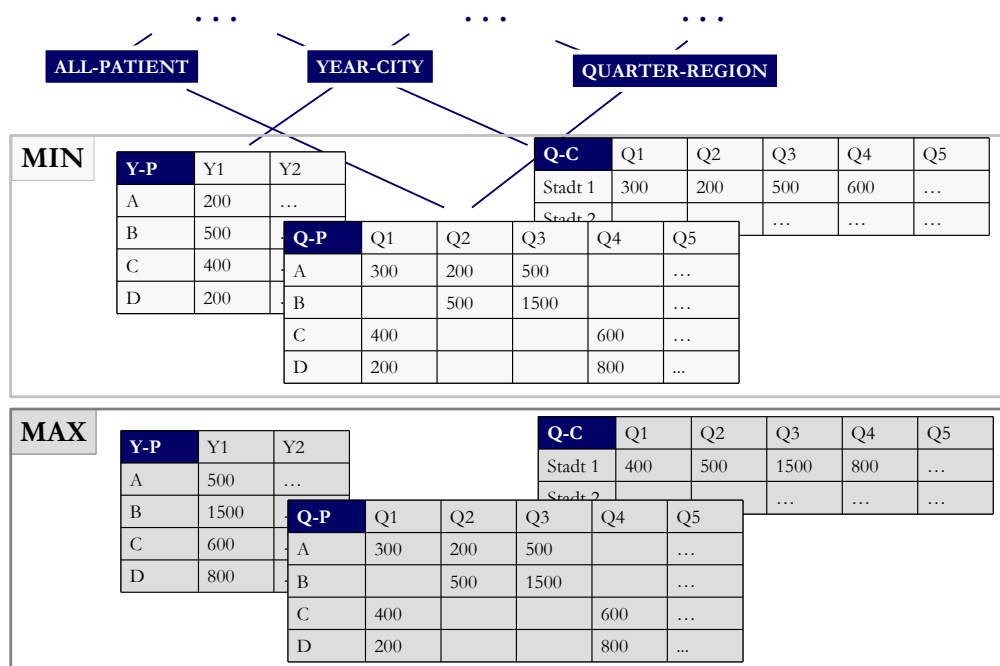 ... ... ...
ALL-PATIENT YEAR-CITY QUARTER-REGION
MIN
Y-P Y1 Y2
A 200 …
B 500
C 400
D 200
Q-C Q1 Q2 Q3 Q4 Q5
Stadt 1 300 200 500 600 …
Stadt 2 … … …
Q-P Q1 Q2 Q3 Q4 Q5
A 300 200 500 …
B 500 1500 …
C 400 600 …
D 200 800 ...
MAX
Y-P Y1 Y2
A 500 …
B 1500
C 600
D 800
Q-C Q1 Q2 Q3 Q4 Q5
Stadt 1 400 500 1500 800 …
Stadt 2 … … …
Q-P Q1 Q2 Q3 Q4 Q5
A 300 200 500 …
B 500 1500 …
C 400 600 …
D 200 800 ...